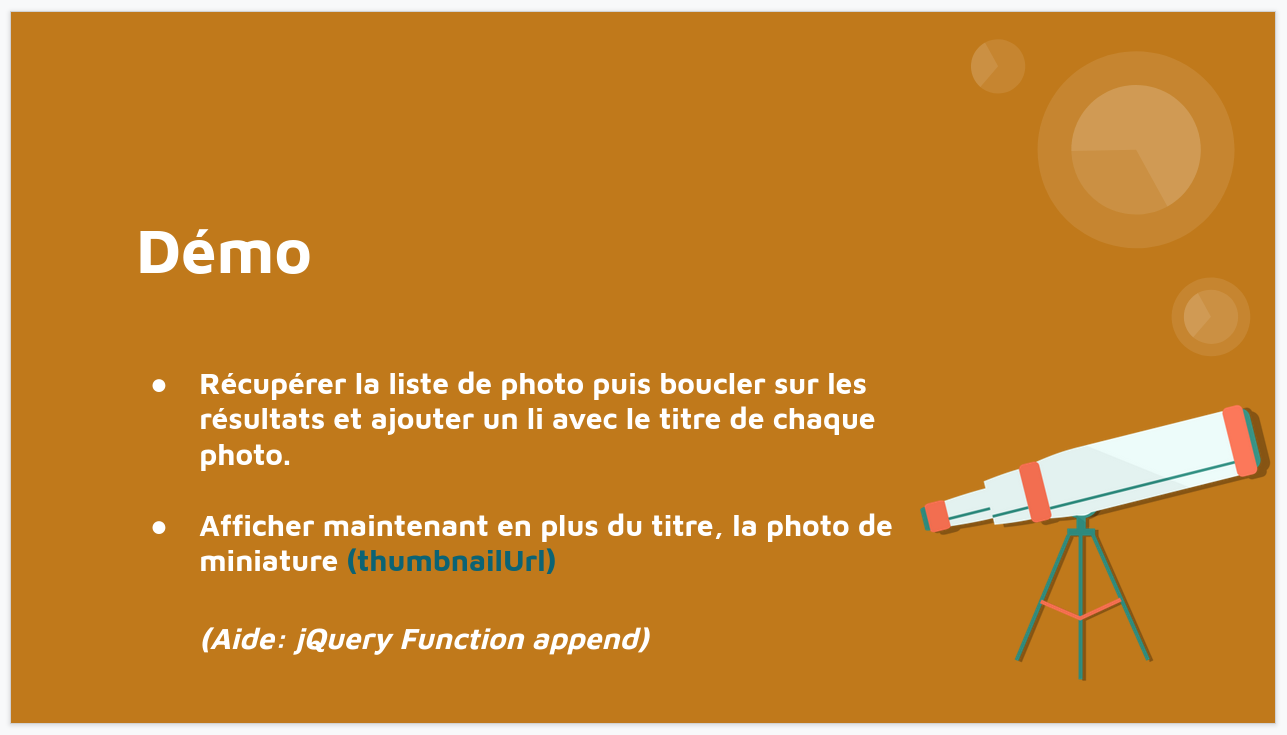 Démo
● Récupérer la liste de photo puis boucler sur les
résultats et ajouter un li avec le titre de chaque
photo.
● Afficher maintenant en plus du titre, la photo de
miniature (thumbnailUrl)
(Aide: jQuery Function append)